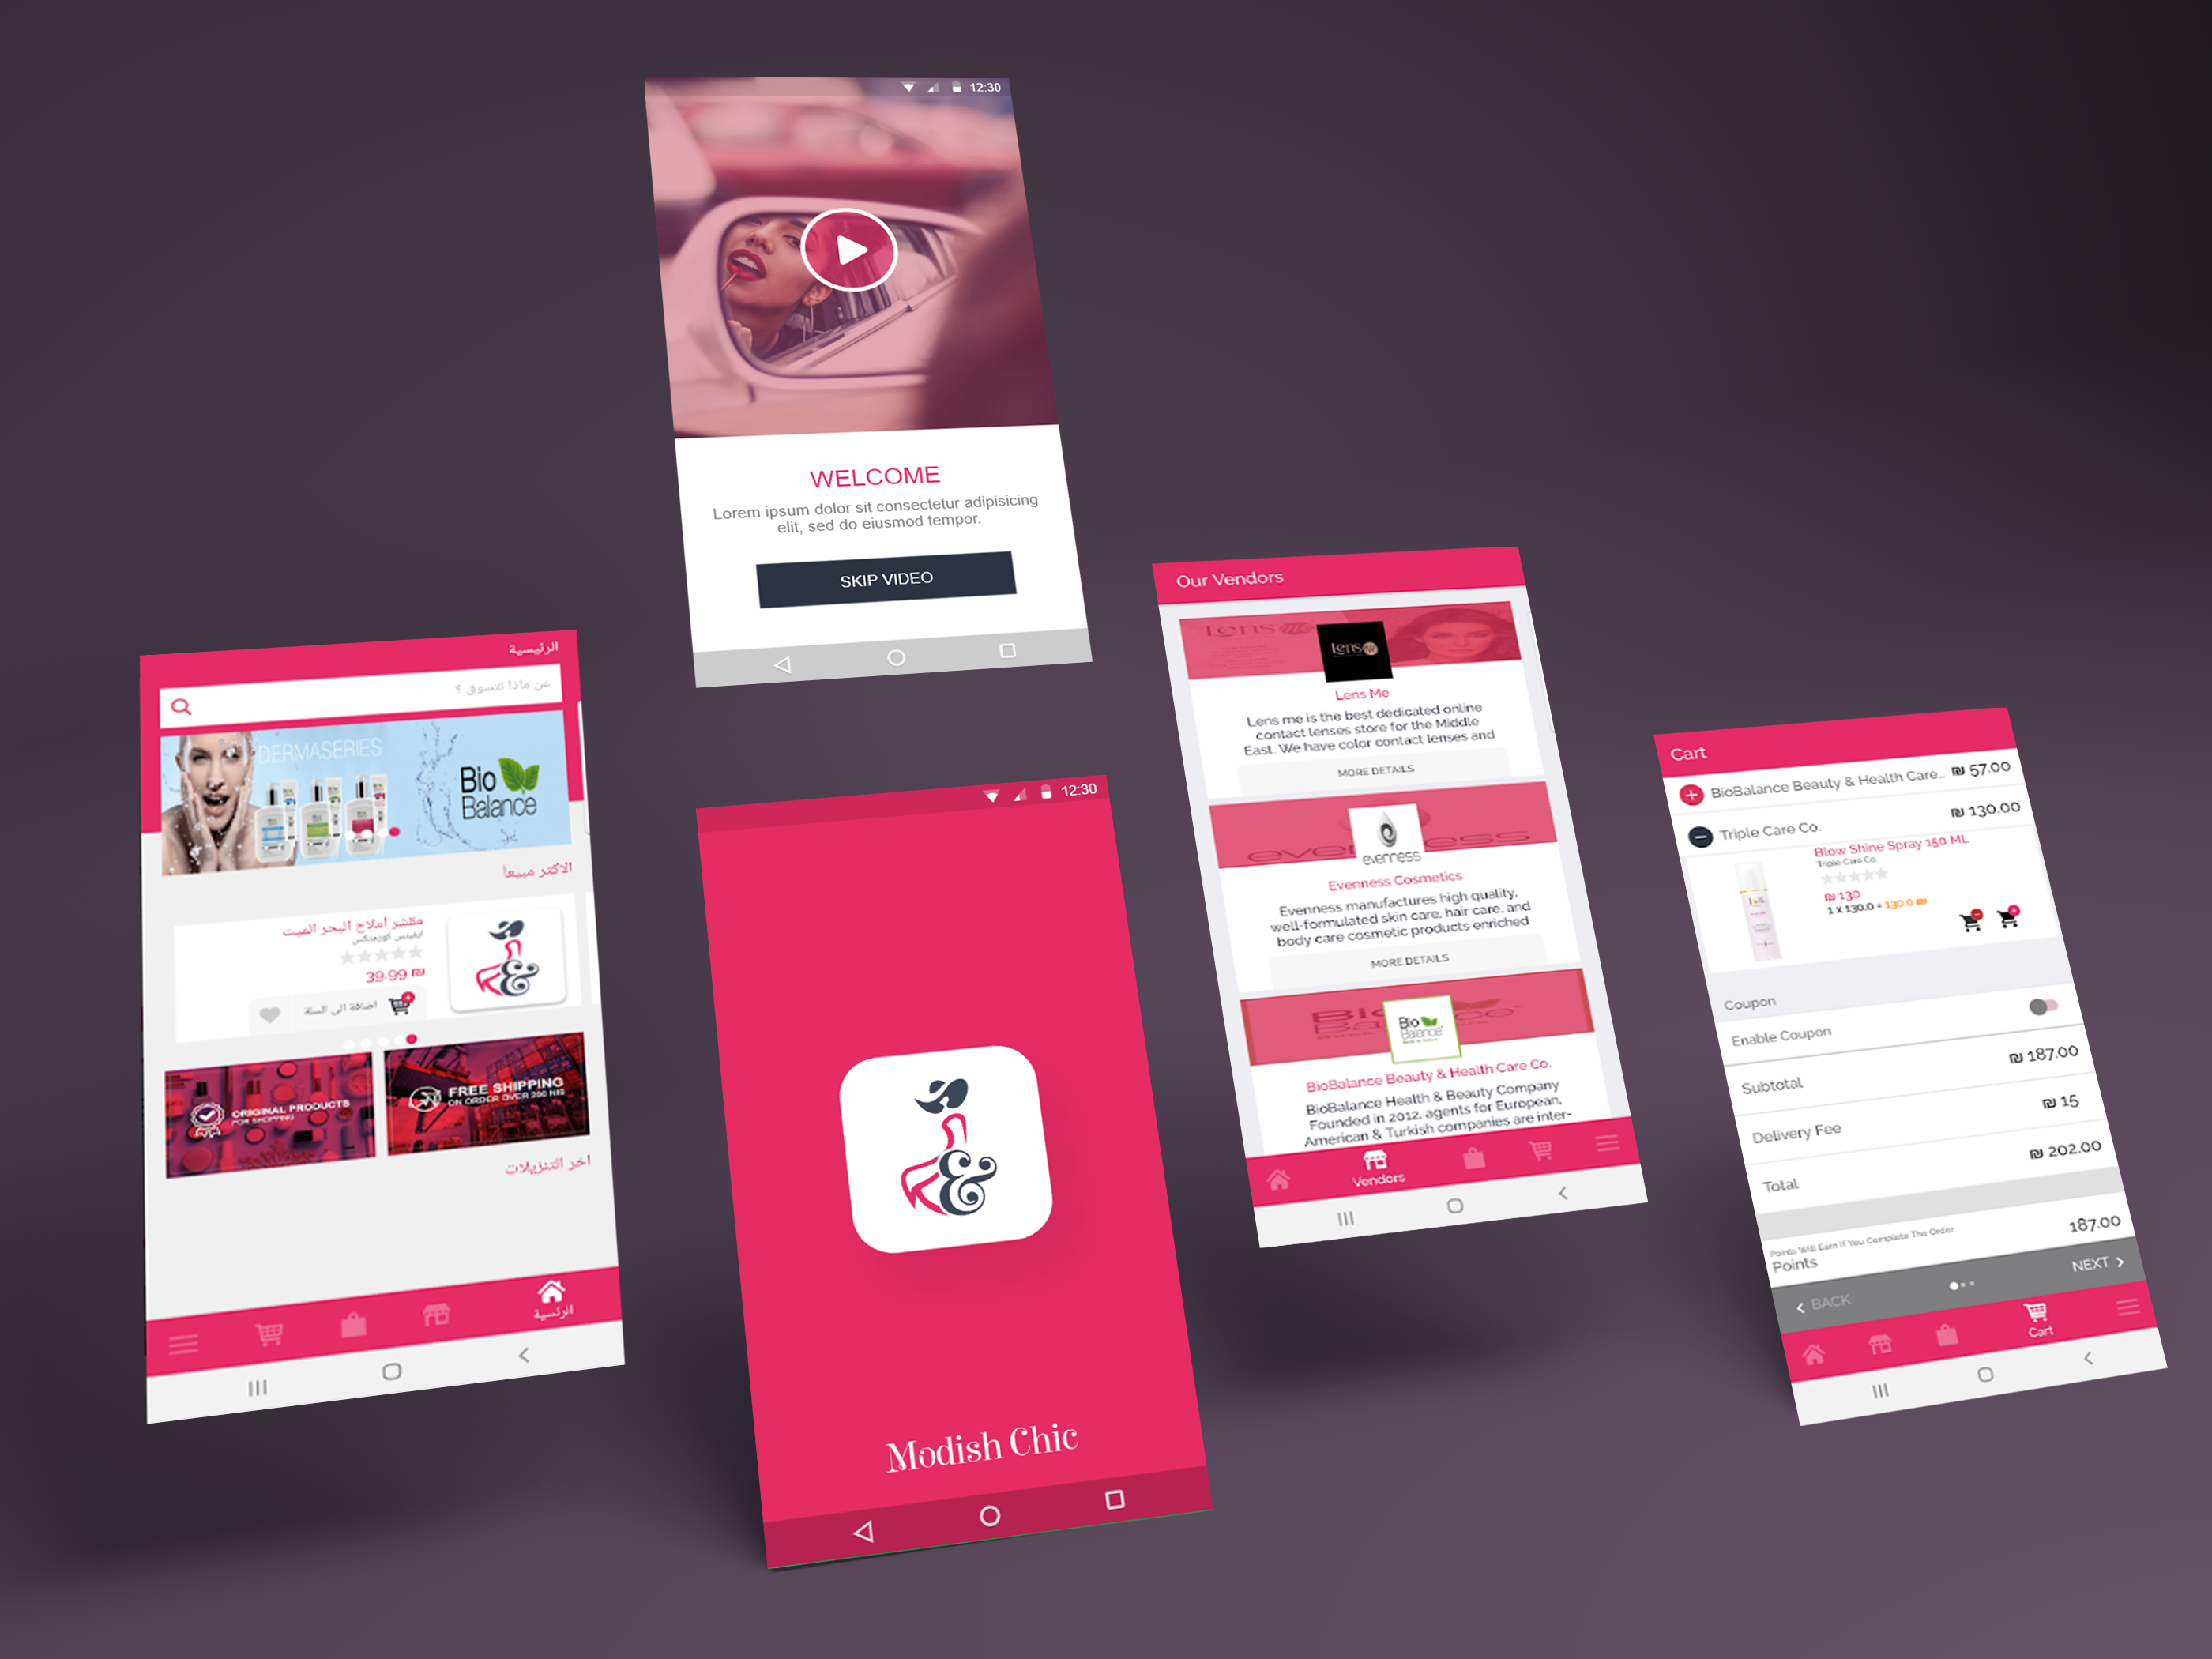 12:30
WELCOME
Lorem ipsum dolor sit consectetur adipisicing
elit, sed do eiusmod tempor.
SKIP VIDEO
الرئيسية
عن ماذا تتسوق ؟
DERMASERIES
Bio
Balance
الاكثر مبيعاً
مقشر أملاح البحر الميت
ايفينس كوزمتكس
39.99 ₪
اضافة الى السلة
ORIGINAL PRODUCTS
FOR SHOPPING
FREE SHIPPING
ON ORDER OVER 200 NIS
اخر التنزيلات
الرئسية
12:30
Modish Chic
Our Vendors
Lens
Lens
Lens Me
Lens me is the best dedicated online
contact lenses store for the Middle
East. We have color contact lenses and
MORE DETAILS
evenness
Evenness Cosmetics
Evenness manufactures high quality,
well-formulated skin care, hair care, and
body care cosmetic products enriched
MORE DETAILS
Bio
Balance
BioBalance Beauty & Health Care Co.
BioBalance Health & Beauty Company
Founded in 2012, agents for European,
American & Turkish companies are inter-
Vendors
Cart
BioBalance Beauty & Health Care... ₪ 57.00
Triple Care Co. ₪ 130.00
Blow Shine Spray 150 ML
Triple Care Co.
₪ 130
1 x 130.0 = 130.0 ₪
Coupon
Enable Coupon
Subtotal ₪ 187.00
Delivery Fee ₪ 15
Total ₪ 202.00
Points Will Earn If You Complete The Order
Points 187.00
BACK NEXT
Cart